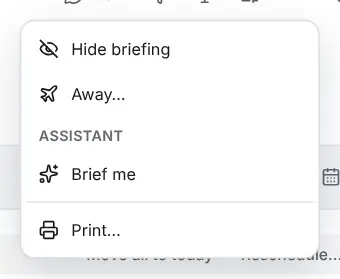 Hide briefing
Away...
ASSISTANT
Brief me
Print...